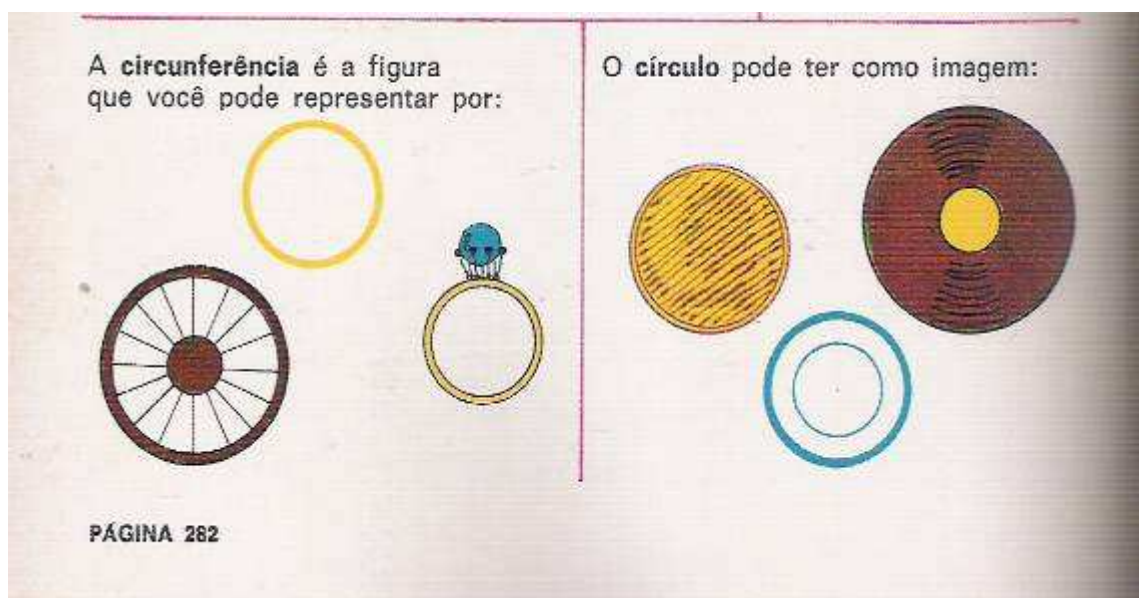 A circunferência é a figura
que você pode representar por:
O círculo pode ter como imagem:
PÁGINA 282